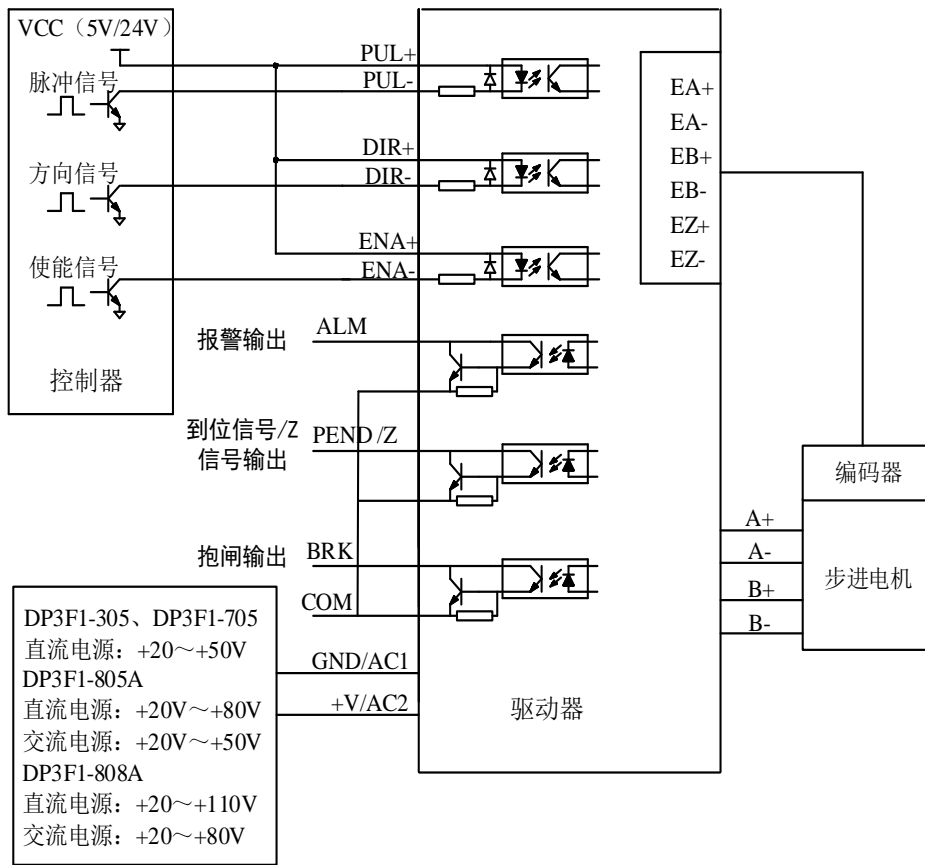 VCC（5V/24V）
脉冲信号
方向信号
使能信号
控制器
PUL+
PUL-
DIR+
DIR-
ENA+
ENA-
报警输出
ALM
到位信号/Z
信号输出
PEND/Z
抱闸输出
BRK
COM
GND/AC1
+V/AC2
驱动器
EA+
EA-
EB+
EB-
EZ+
EZ-
编码器
步进电机
A+
A-
B+
B-
DP3F1-305、DP3F1-705
直流电源：+20～+50V
DP3F1-805A
直流电源：+20V～+80V
交流电源：+20V～+50V
DP3F1-808A
直流电源：+20～+110V
交流电源：+20～+80V